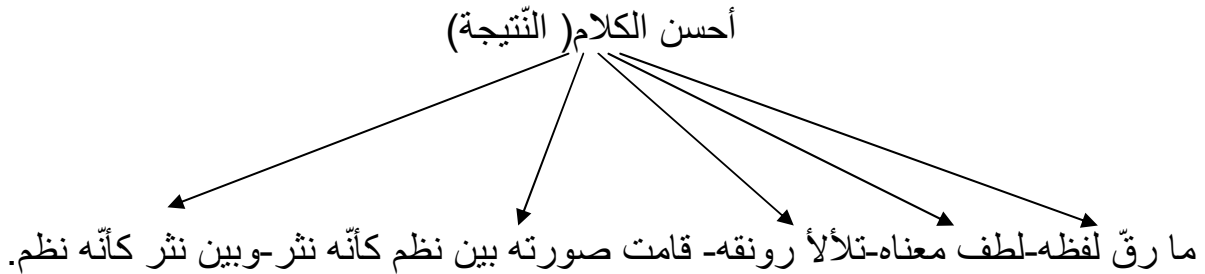 أحسن الكلام( النّتيجة)
ما رقّ لفظه-لطف معناه-تلألأ رونقه- قامت صورته بين نظم كأنّه نثر-وبين نثر كأنّه نظم.